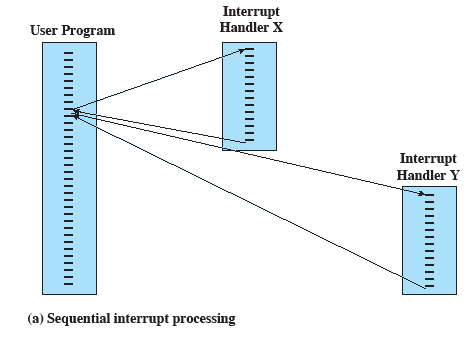 Interrupt
Handler X
User Program
Interrupt
Handler Y
(a) Sequential interrupt processing